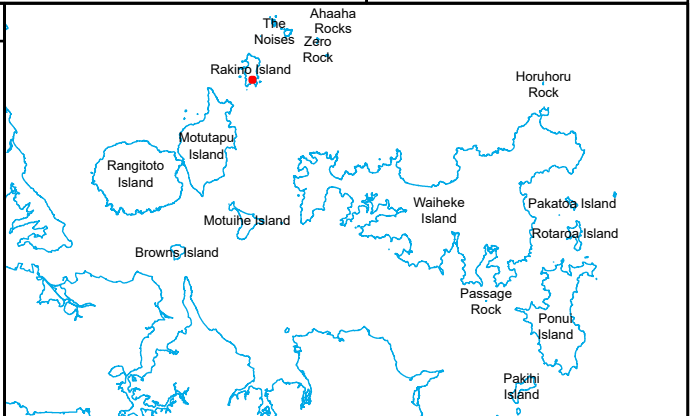 The
Noises
Ahaaha
Rocks
Zero
Rock
Rakino Island
Horuhoru
Rock
Motutapu
Island
Rangitoto
Island
Waiheke
Island
Pakatoa Island
Motuihe Island
Rotaroa Island
Browns Island
Passage
Rock
Ponui
Island
Pakihi
Island